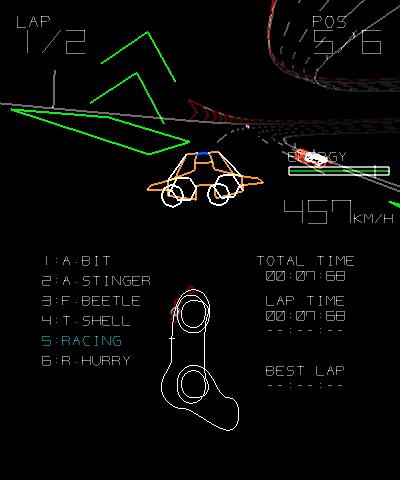 LAP
1/2
POS
5/6
ENERGY
457KM/H
1:A·BIT
2:A·STINGER
3:F·BEETLE
4:T·SHELL
5:RACING
6:R·HURRY
TOTAL TIME
00:07:68
LAP TIME
00:07:68
--:--:--
BEST LAP
--:--:--